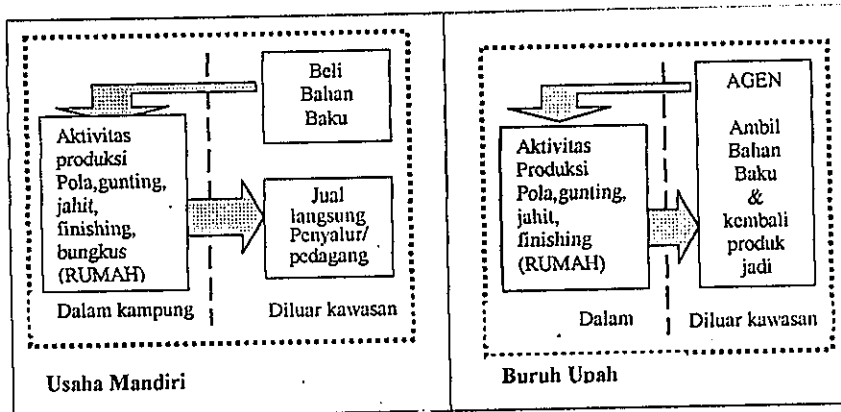 Beli
Bahan
Baku
Aktivitas
produksi
Pola,gunting,
jahit,
finishing,
bungkus
(RUMAH)
Jual
langsung
Penyalur/
pedagang
Dalam kampung
Diluar kawasan
Usaha Mandiri
AGEN
Ambil
Bahan
Baku
&
kembali
produk
jadi
Aktivitas
Produksi
Pola,gunting,
jahit,
finishing
(RUMAH)
Dalam
Diluar kawasan
Buruh Upah